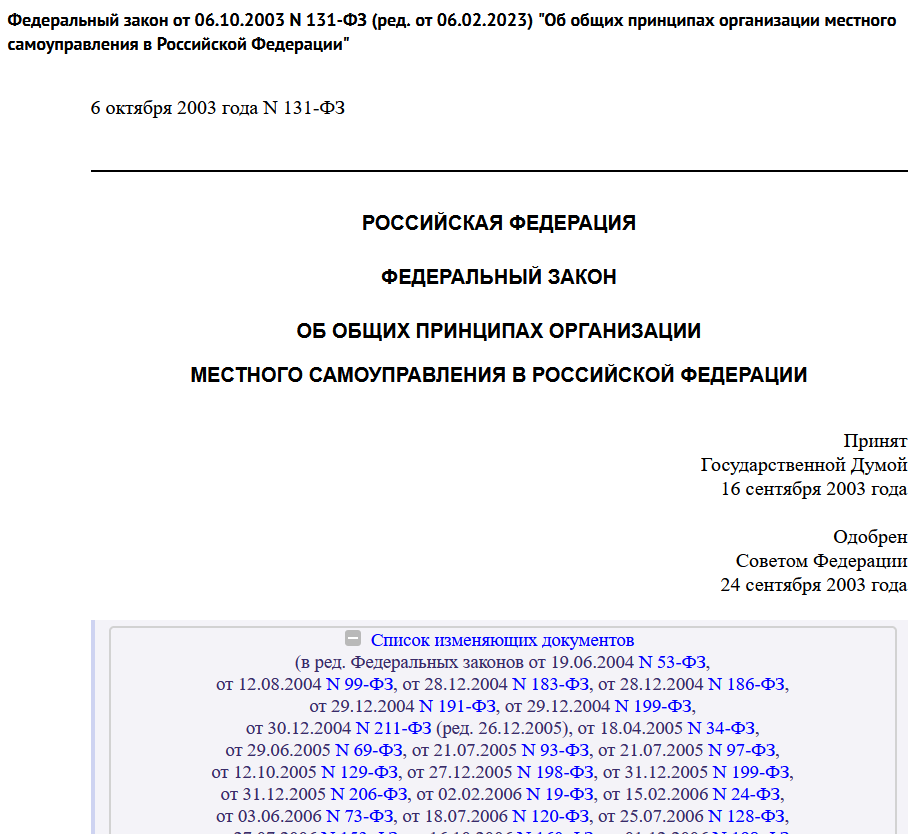 Федеральный закон от 06.10.2003 N 131-ФЗ (ред. от 06.02.2023) "Об общих принципах организации местного
самоуправления в Российской Федерации"
6 октября 2003 года N 131-ФЗ
РОССИЙСКАЯ ФЕДЕРАЦИЯ
ФЕДЕРАЛЬНЫЙ ЗАКОН
ОБ ОБЩИХ ПРИНЦИПАХ ОРГАНИЗАЦИИ
МЕСТНОГО САМОУПРАВЛЕНИЯ В РОССИЙСКОЙ ФЕДЕРАЦИИ
Принят
Государственной Думой
16 сентября 2003 года
Одобрен
Советом Федерации
24 сентября 2003 года
Список изменяющих документов
(в ред. Федеральных законов от 19.06.2004 N 53-ФЗ,
от 12.08.2004 N 99-ФЗ, от 28.12.2004 N 183-ФЗ, от 28.12.2004 N 186-ФЗ,
от 29.12.2004 N 191-ФЗ, от 29.12.2004 N 199-ФЗ,
от 30.12.2004 N 211-ФЗ (ред. 26.12.2005), от 18.04.2005 N 34-ФЗ,
от 29.06.2005 N 69-ФЗ, от 21.07.2005 N 93-ФЗ, от 21.07.2005 N 97-ФЗ,
от 12.10.2005 N 129-ФЗ, от 27.12.2005 N 198-ФЗ, от 31.12.2005 N 199-ФЗ,
от 31.12.2005 N 206-ФЗ, от 02.02.2006 N 19-ФЗ, от 15.02.2006 N 24-ФЗ,
от 03.06.2006 N 73-ФЗ, от 18.07.2006 N 120-ФЗ, от 25.07.2006 N 128-ФЗ,